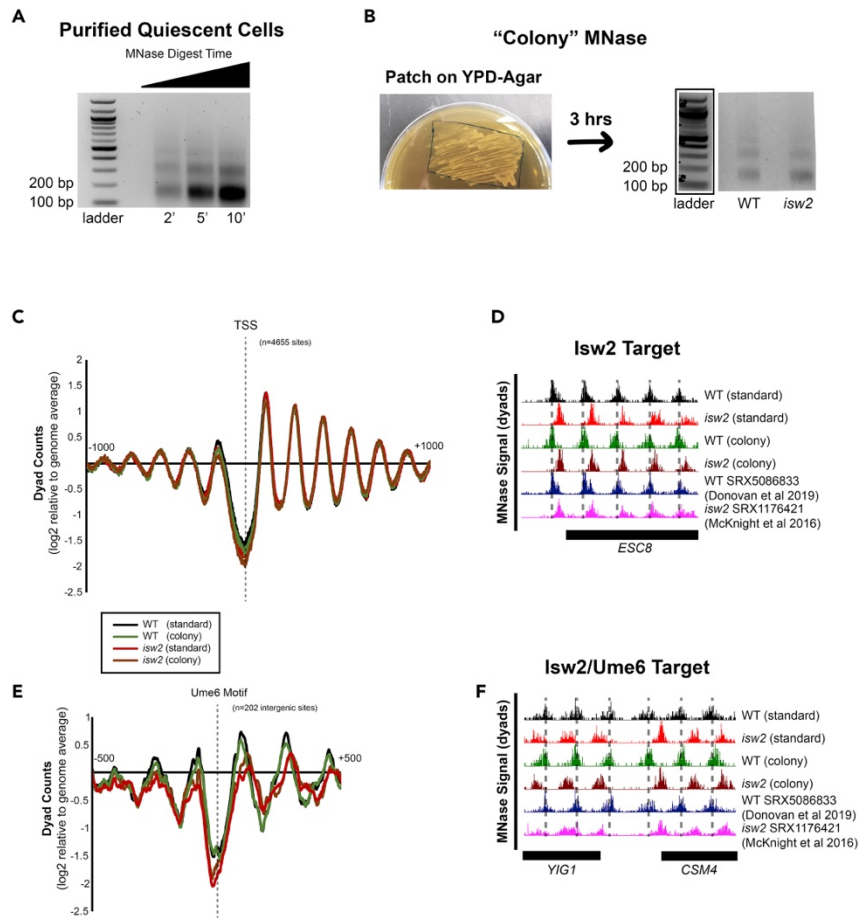 A
Purified Quiescent Cells
MNase Digest Time
200 bp
100 bp
ladder
2'
5'
10'
B
“Colony” MNase
Patch on YPD-Agar
3 hrs
200 bp
100 bp
ladder
WT
isw2
C
TSS
(n=4655 sites)
Dyad Counts
(log2 relative to genome average)
2
1.5
1
0.5
0
-0.5
-1
-1.5
-2
-2.5
-1000
+1000
WT (standard)
WT (colony)
isw2 (standard)
isw2 (colony)
D
Isw2 Target
MNase Signal (dyads)
WT (standard)
isw2 (standard)
WT (colony)
isw2 (colony)
WT SRX5086833
(Donovan et al 2019)
isw2 SRX1176421
(McKnight et al 2016)
ESC8
E
Ume6 Motif
(n=202 intergenic sites)
Dyad Counts
(log2 relative to genome average)
1
0.5
0
-0.5
-1
-1.5
-2
-2.5
-500
+500
F
Isw2/Ume6 Target
MNase Signal (dyads)
WT (standard)
isw2 (standard)
WT (colony)
isw2 (colony)
WT SRX5086833
(Donovan et al 2019)
isw2 SRX1176421
(McKnight et al 2016)
YIG1
CSM4